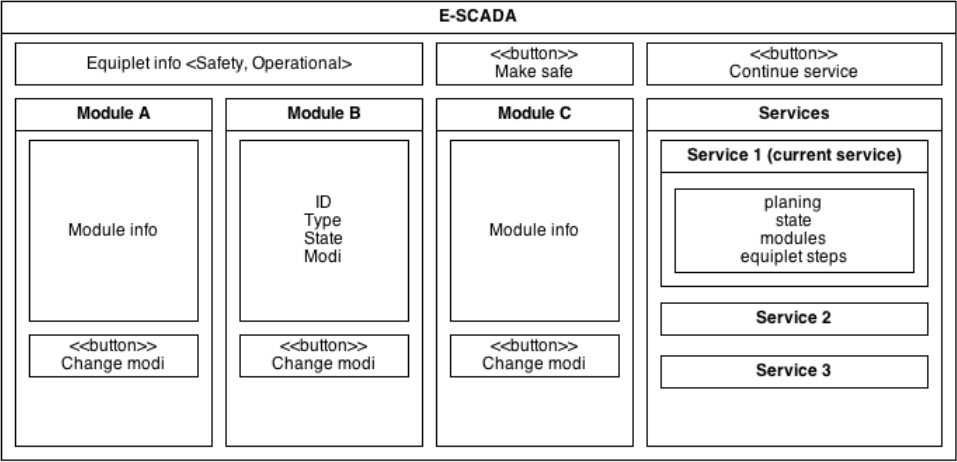 E-SCADA
Equiplet info <Safety, Operational>
<<button>>
Make safe
<<button>>
Continue service
Module A
Module info
<<button>>
Change modi
Module B
ID
Type
State
Modi
<<button>>
Change modi
Module C
Module info
<<button>>
Change modi
Services
Service 1 (current service)
planing
state
modules
equiplet steps
Service 2
Service 3